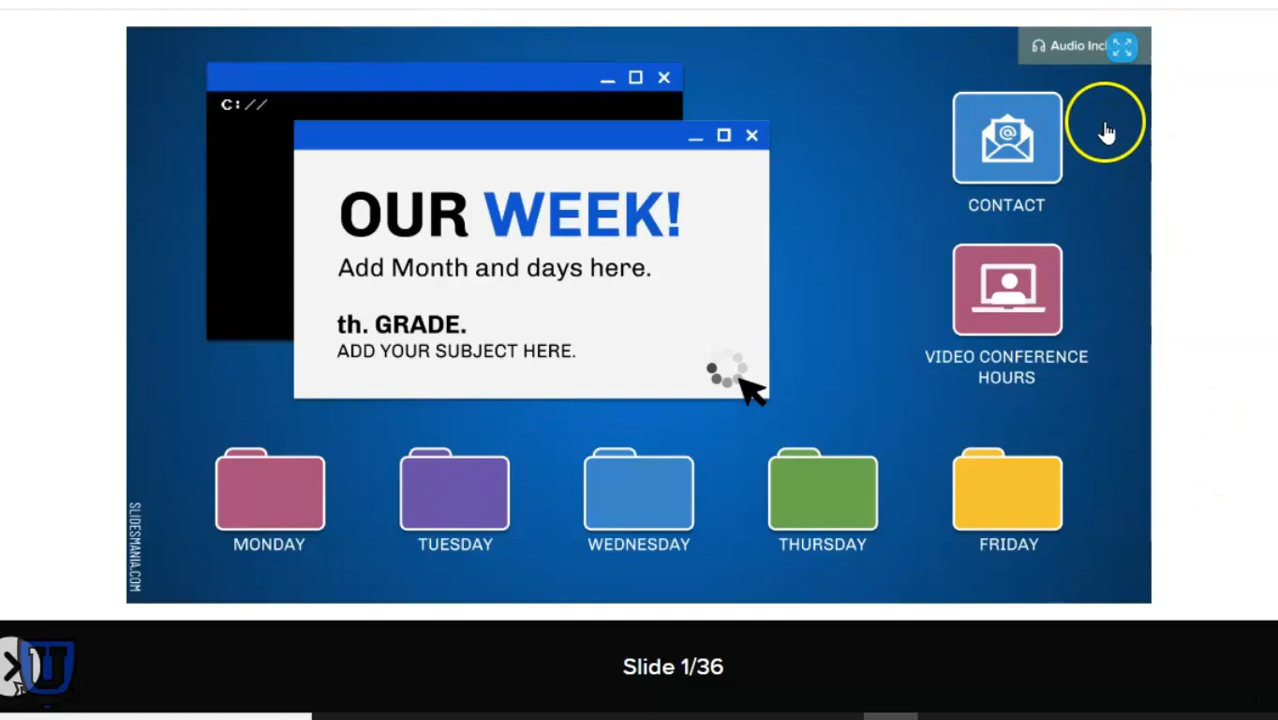 Audio Incl
C://
OUR WEEK!
Add Month and days here.
th. GRADE.
ADD YOUR SUBJECT HERE.
CONTACT
VIDEO CONFERENCE
HOURS
MONDAY
TUESDAY
WEDNESDAY
THURSDAY
FRIDAY
SLIDESMANIA.COM
Slide 1/36